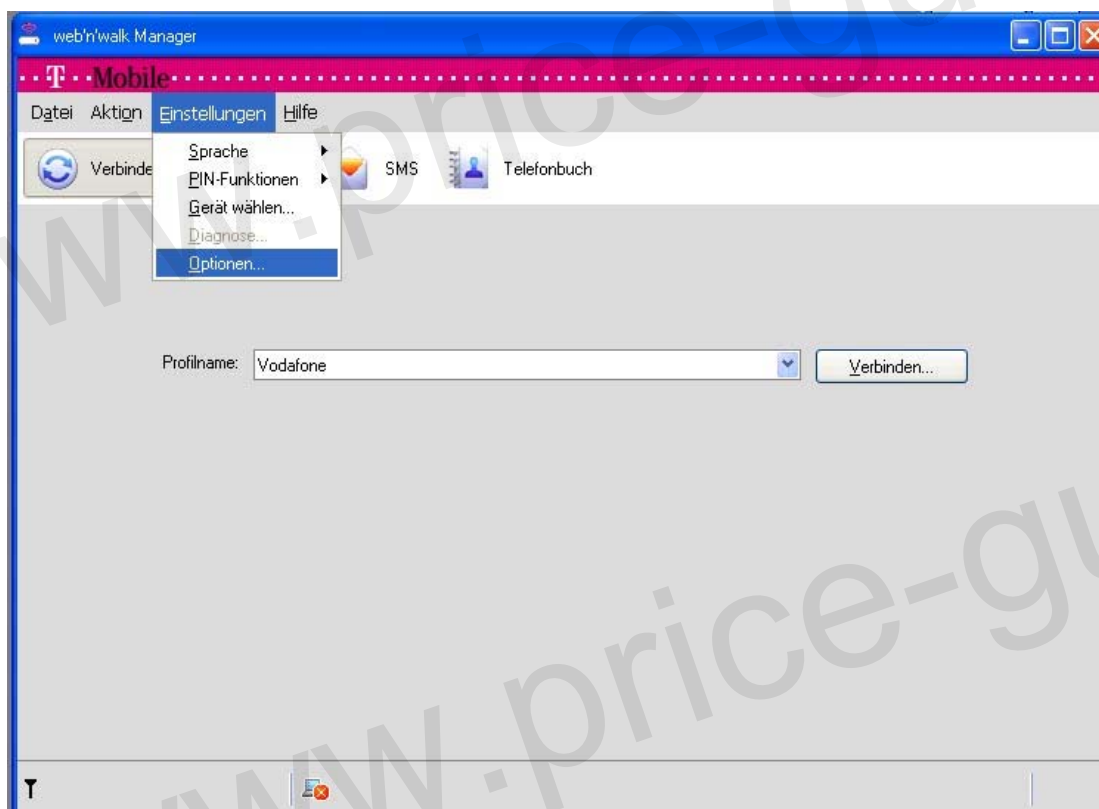 web'n'walk Manager
T Mobile
Datei Aktion Einstellungen Hilfe
Verbinde SMS Telefonbuch
Sprache
PIN-Funktionen
Gerät wählen...
Diagnose...
Optionen...
Profilname: Vodafone Verbinden...
www.price-gu
www.price-gu